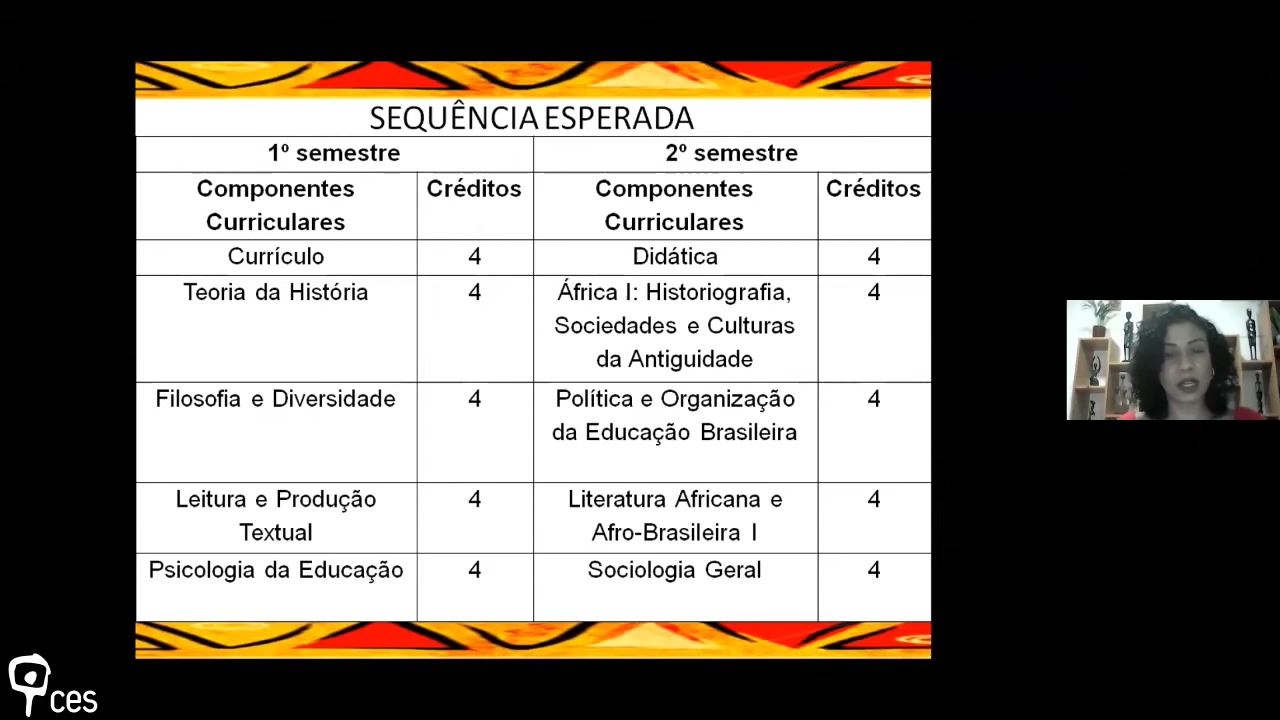 SEQUÊNCIA ESPERADA
1º semestre
2º semestre
Componentes
Curriculares
Créditos
Componentes
Curriculares
Créditos
Currículo
4
Didática
4
Teoria da História
4
África I: Historiografia,
Sociedades e Culturas
da Antiguidade
4
Filosofia e Diversidade
4
Política e Organização
da Educação Brasileira
4
Leitura e Produção
Textual
4
Literatura Africana e
Afro-Brasileira I
4
Psicologia da Educação
4
Sociologia Geral
4
ces